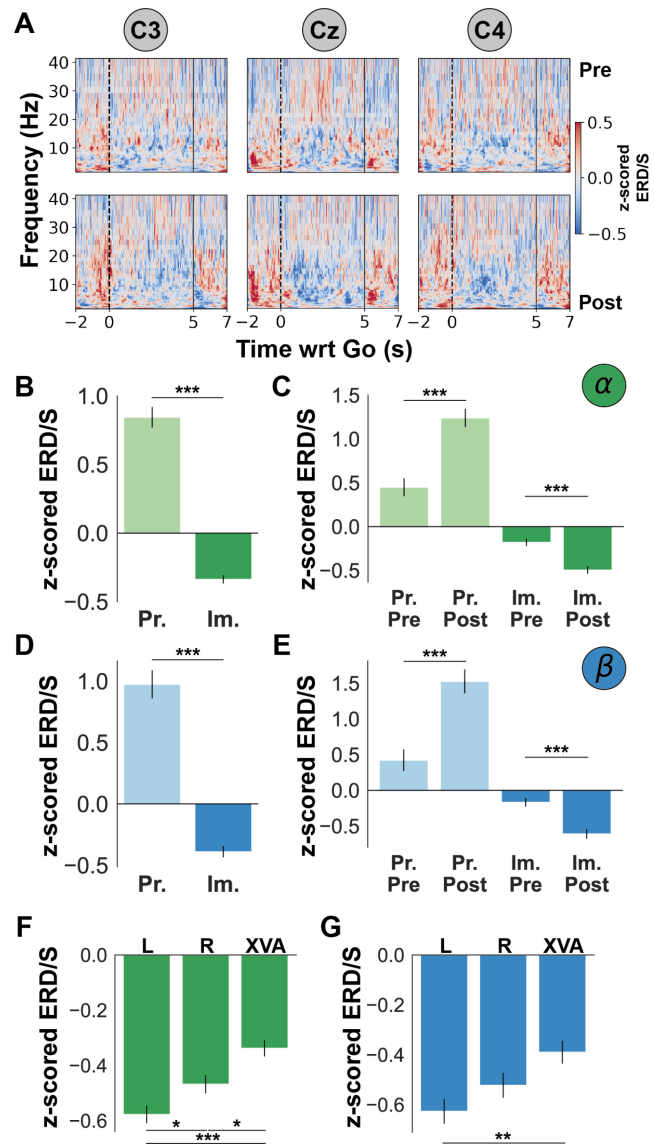 A
C3 Cz C4
Frequency (Hz)
40
30
20
10
Pre
0.5
0.0
−0.5
z-scored ERD/S
40
30
20
10
Post
−2 0 5 7 −2 0 5 7 −2 0 5 7
Time wrt Go (s)
B
z-scored ERD/S
1.0
0.5
0.0
−0.5
***
Pr. Im.
C
α
z-scored ERD/S
1.5
1.0
0.5
0.0
−0.5
***
***
Pr. Pr. Im. Im.
Pre Post Pre Post
D
z-scored ERD/S
1.0
0.5
0.0
−0.5
***
Pr. Im.
E
β
z-scored ERD/S
1.5
1.0
0.5
0.0
−0.5
***
***
Pr. Pr. Im. Im.
Pre Post Pre Post
F
z-scored ERD/S
L R XVA
0.0
−0.2
−0.4
−0.6
* *
***
G
z-scored ERD/S
L R XVA
0.0
−0.2
−0.4
−0.6
**